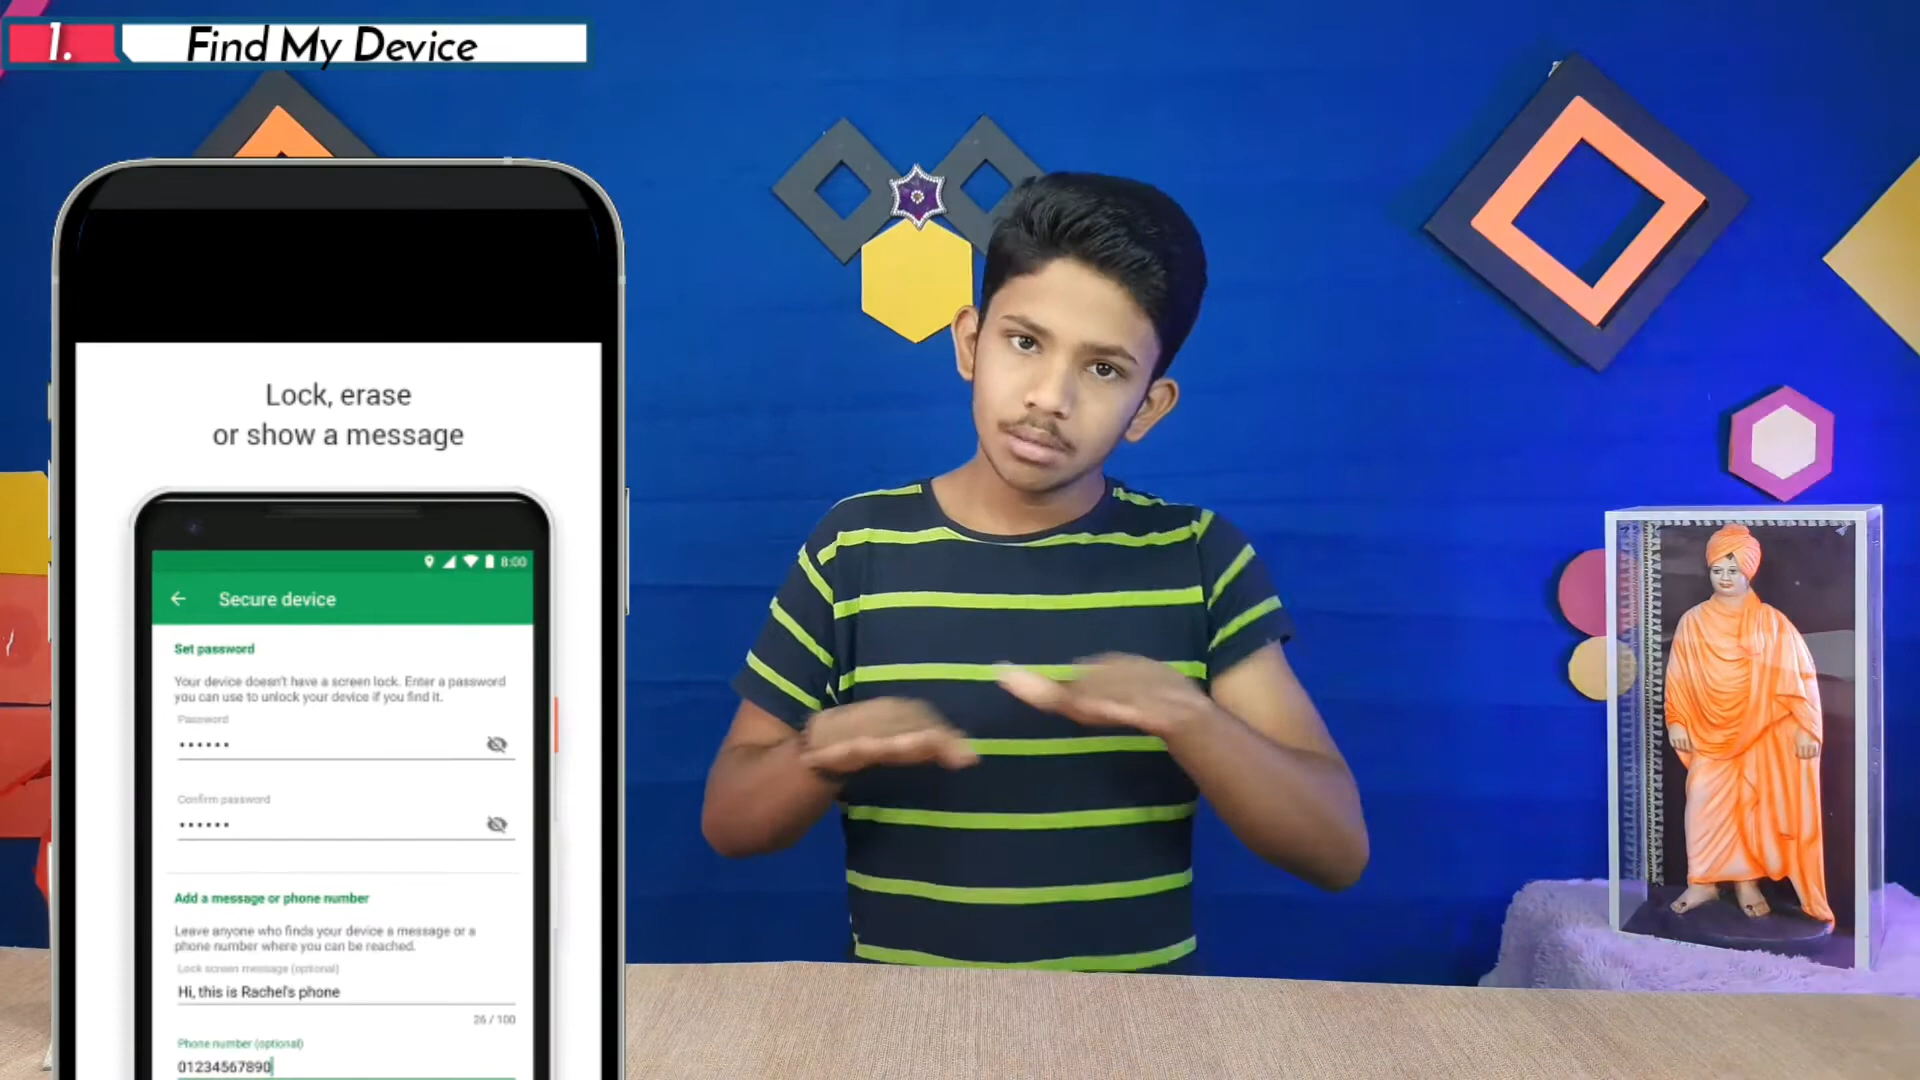 1. Find My Device
Lock, erase
or show a message
8:00
Secure device
Set password
Your device doesn't have a screen lock. Enter a password
you can use to unlock your device if you find it.
Password
Confirm password
Add a message or phone number
Leave anyone who finds your device a message or a
phone number where you can be reached.
Lock screen message (optional)
Hi, this is Rachel's phone
26 / 100
Phone number (optional)
01234567890